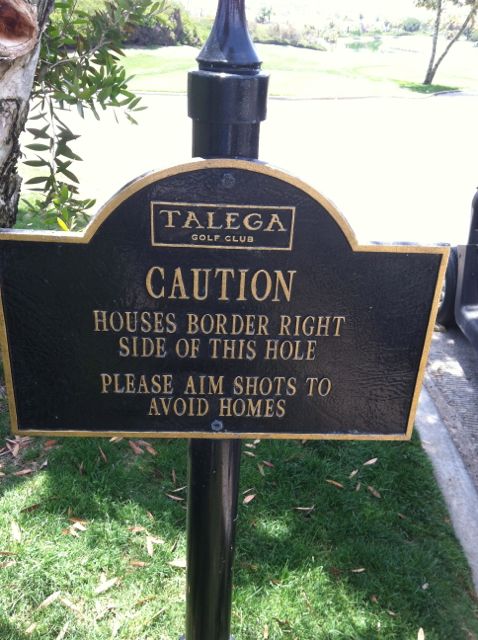 TALEGA
GOLF CLUB
CAUTION
HOUSES BORDER RIGHT
SIDE OF THIS HOLE
PLEASE AIM SHOTS TO
AVOID HOMES